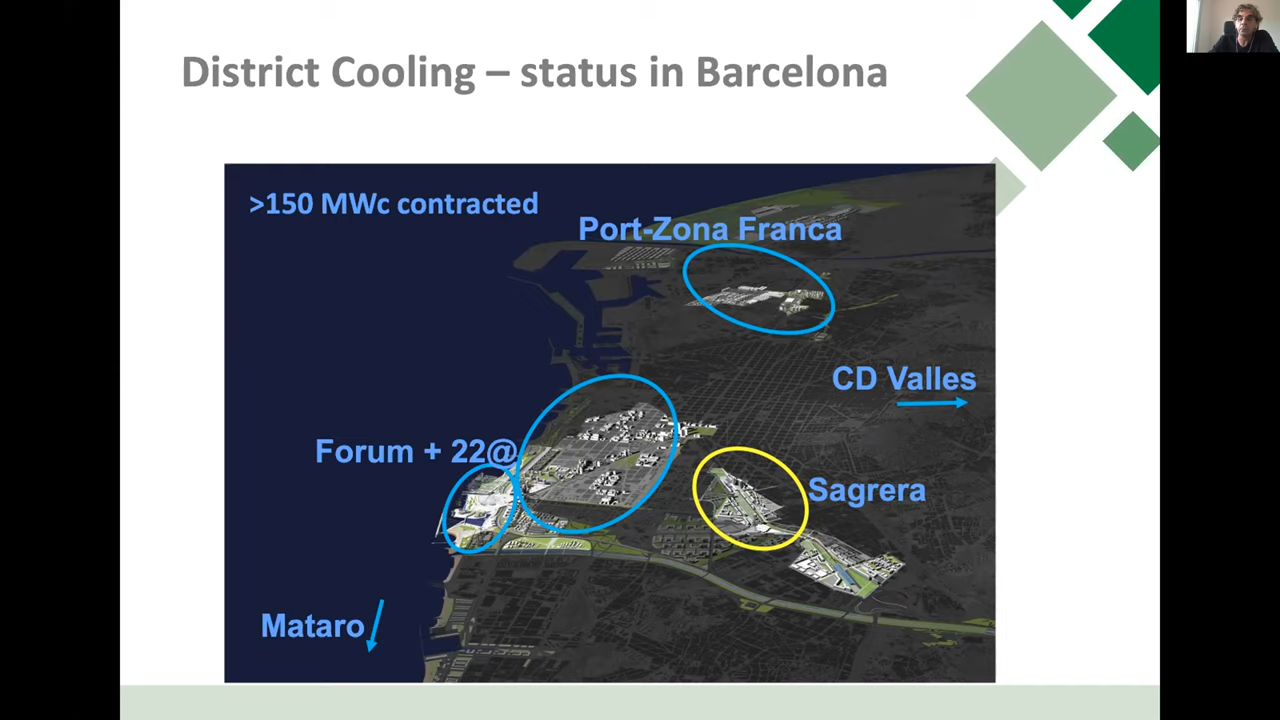 District Cooling – status in Barcelona
>150 MWc contracted
Port-Zona Franca
CD Valles
Forum + 22@
Sagrera
Mataro